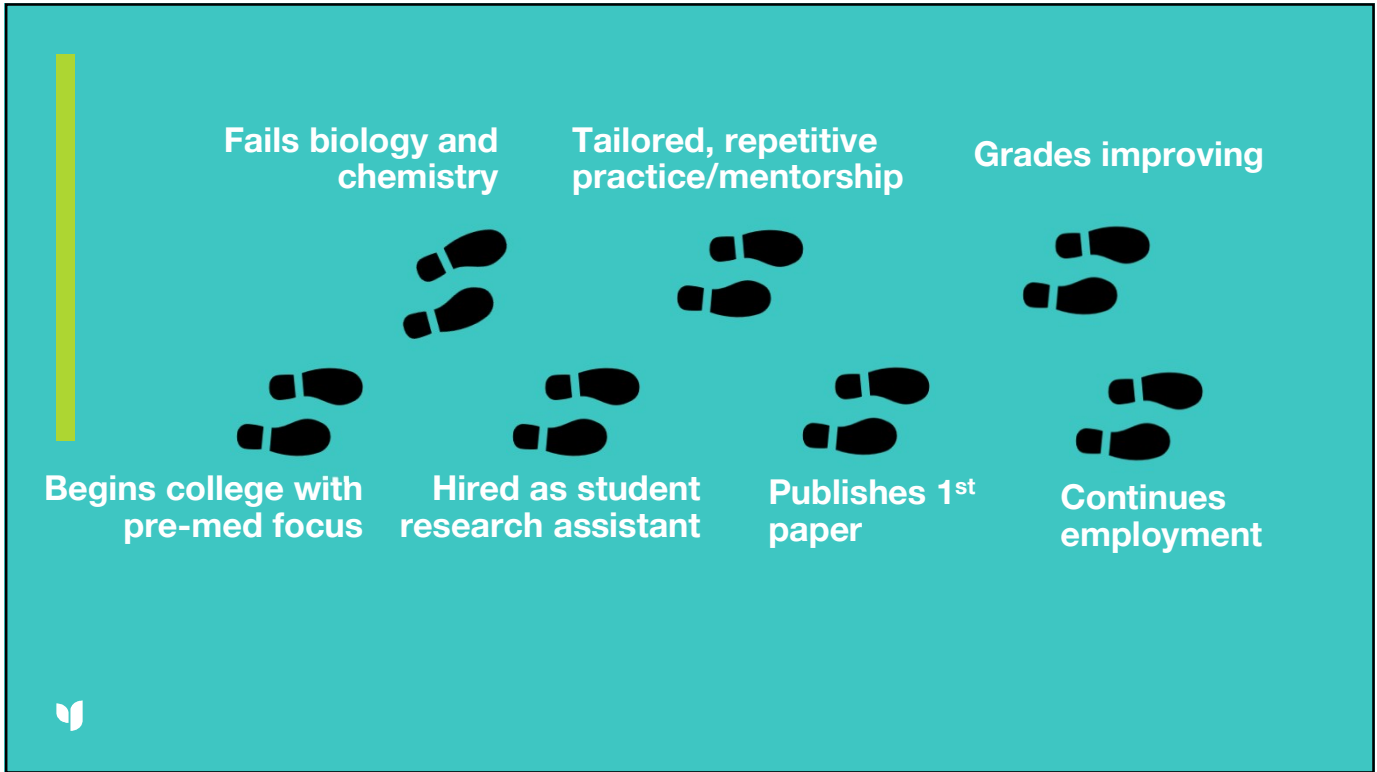 Fails biology and
chemistry
Tailored, repetitive
practice/mentorship
Grades improving
Begins college with
pre-med focus
Hired as student
research assistant
Publishes 1st
paper
Continues
employment